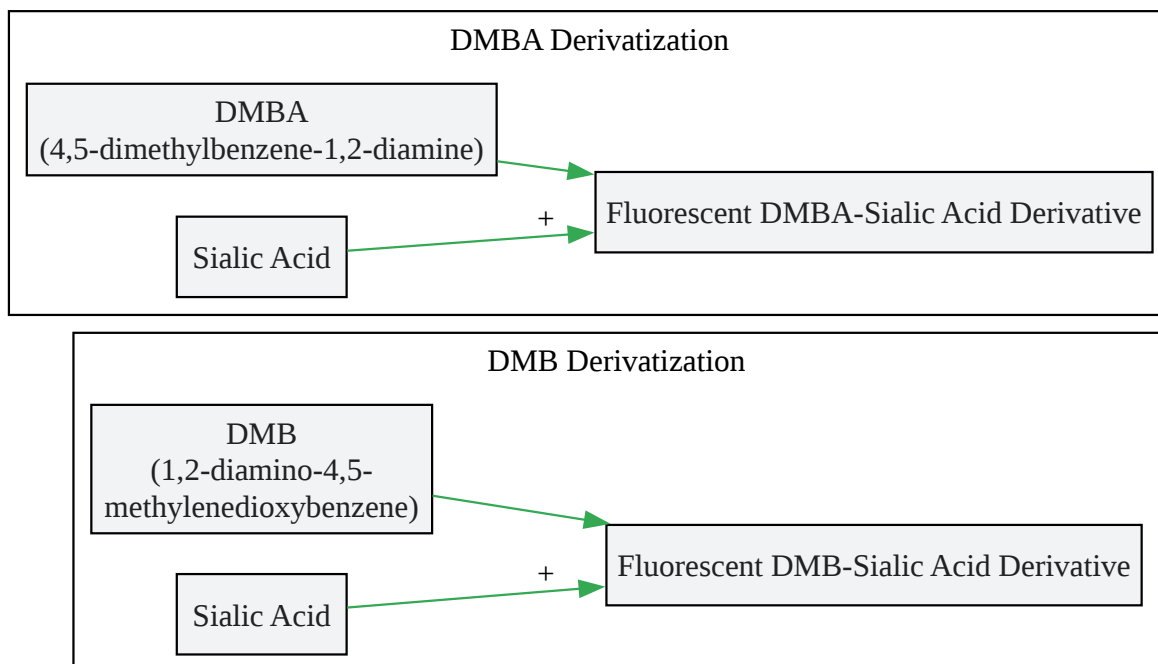 DMBA Derivatization
DMBA
(4,5-dimethylbenzene-1,2-diamine)
+
Fluorescent DMBA-Sialic Acid Derivative
Sialic Acid
DMB Derivatization
DMB
(1,2-diamino-4,5-
methylenedioxybenzene)
+
Fluorescent DMB-Sialic Acid Derivative
Sialic Acid